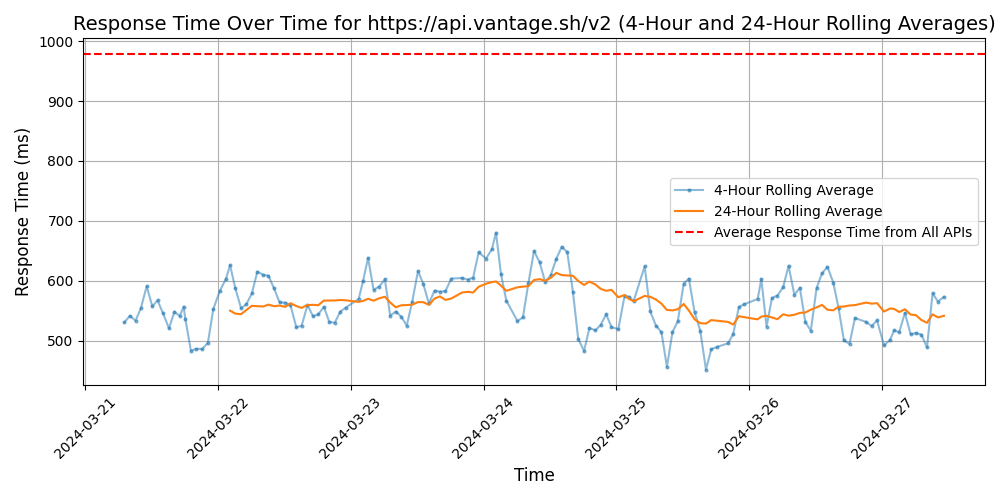 Response Time Over Time for https://api.vantage.sh/v2 (4-Hour and 24-Hour Rolling Averages)
1000
900
800
700
600
500
Response Time (ms)
4-Hour Rolling Average
24-Hour Rolling Average
Average Response Time from All APIs
2024-03-21
2024-03-22
2024-03-23
2024-03-24
2024-03-25
2024-03-26
2024-03-27
Time